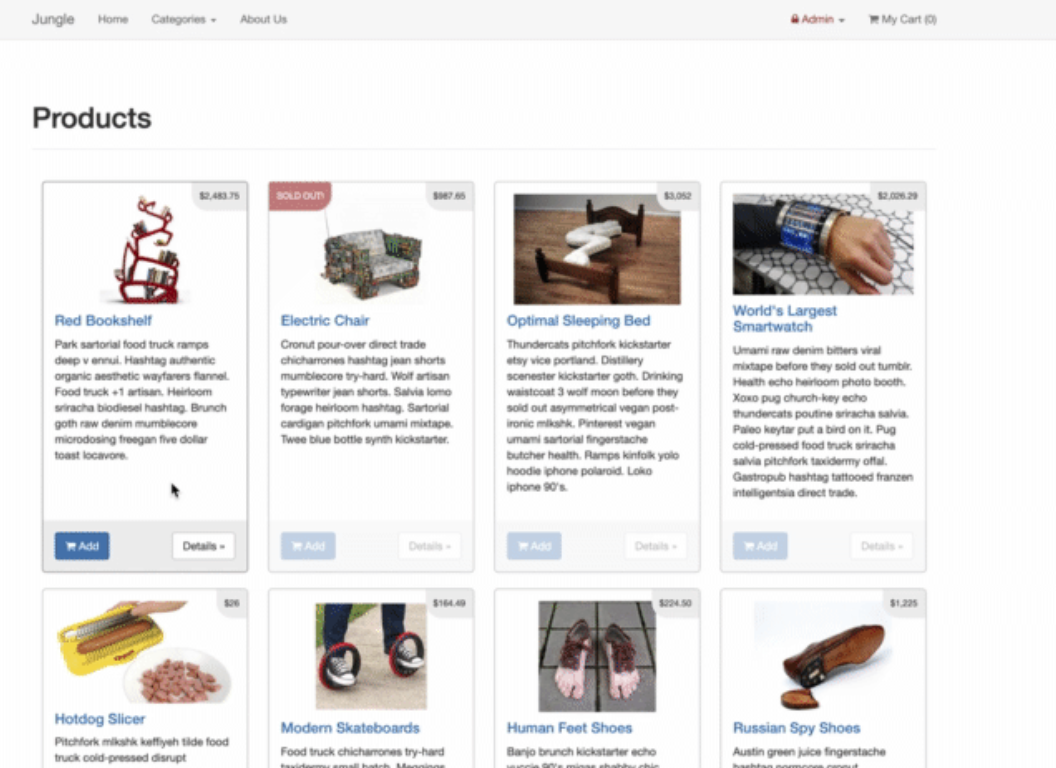 Jungle Home Categories About Us Admin My Cart (0)
Products
$2,483.75
Red Bookshelf
Park sartorial food truck ramps
deep v ennui. Hashtag authentic
organic aesthetic wayfarers flannel.
Food truck +1 artisan. Heirloom
sriracha biodiesel hashtag. Brunch
goth raw denim mumblecore
microdosing freegan five dollar
toast locavore.
Add Details »
SOLD OUT! $987.65
Electric Chair
Cronut pour-over direct trade
chicharrones hashtag jean shorts
mumblecore try-hard. Wolf artisan
typewriter jean shorts. Salvia lomo
forage heirloom hashtag. Sartorial
cardigan pitchfork umami mixtape.
Twee blue bottle synth kickstarter.
Add Details »
$3,052
Optimal Sleeping Bed
Thundercats pitchfork kickstarter
etsy vice portland. Distillery
scenester kickstarter goth. Drinking
waistcoat 3 wolf moon before they
sold out asymmetrical vegan post-
ironic mlkshk. Pinterest vegan
umami sartorial fingerstache
butcher health. Ramps kinfolk yolo
hoodie iphone polaroid. Loko
iphone 90's.
Add Details »
$2,026.29
World's Largest
Smartwatch
Umami raw denim bitters viral
mixtape before they sold out tumblr.
Health echo heirloom photo booth.
Xoxo pug church-key echo
thundercats poutine sriracha salvia.
Paleo keytar put a bird on it. Pug
cold-pressed food truck sriracha
salvia pitchfork taxidermy offal.
Gastropub hashtag tattooed franzen
intelligentsia direct trade.
Add Details »
$26
Hotdog Slicer
Pitchfork mlkshk keffiyeh tilde food
truck cold-pressed disrupt
$164.49
Modern Skateboards
Food truck chicharrones try-hard
taxidermy small batch. Meggings
$224.50
Human Feet Shoes
Banjo brunch kickstarter echo
yuccie 90's migas shabby chic
$1,225
Russian Spy Shoes
Austin green juice fingerstache
hashtag normcore cronut